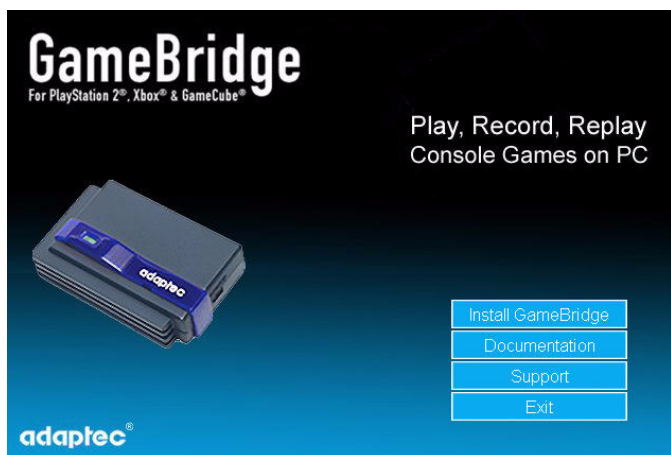 GameBridge
For PlayStation 2®, Xbox® & GameCube®
Play, Record, Replay
Console Games on PC
adaptec
Install GameBridge
Documentation
Support
Exit
adaptec®